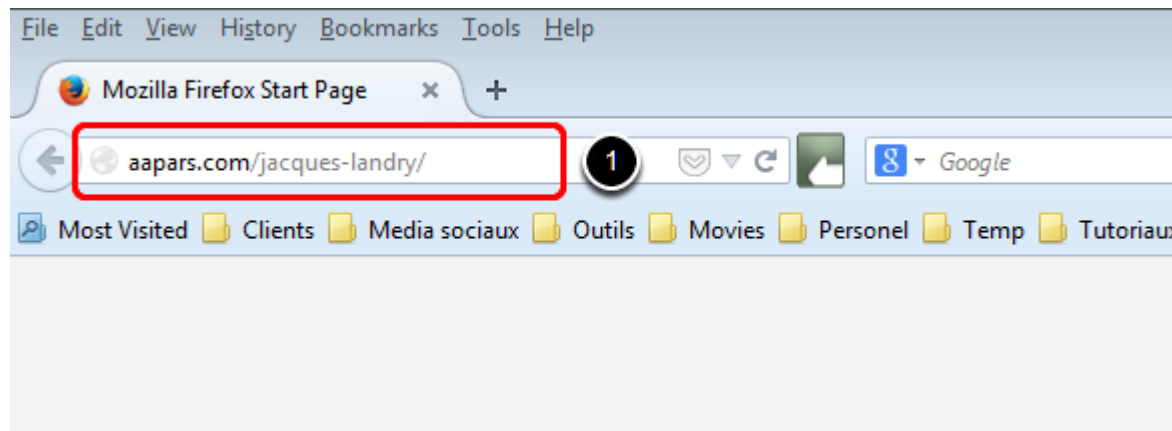 File Edit View History Bookmarks Tools Help
Mozilla Firefox Start Page
aapars.com/jacques-landry/ 1 8 Google
Most Visited Clients Media sociaux Outils Movies Personel Temp Tutoriaux